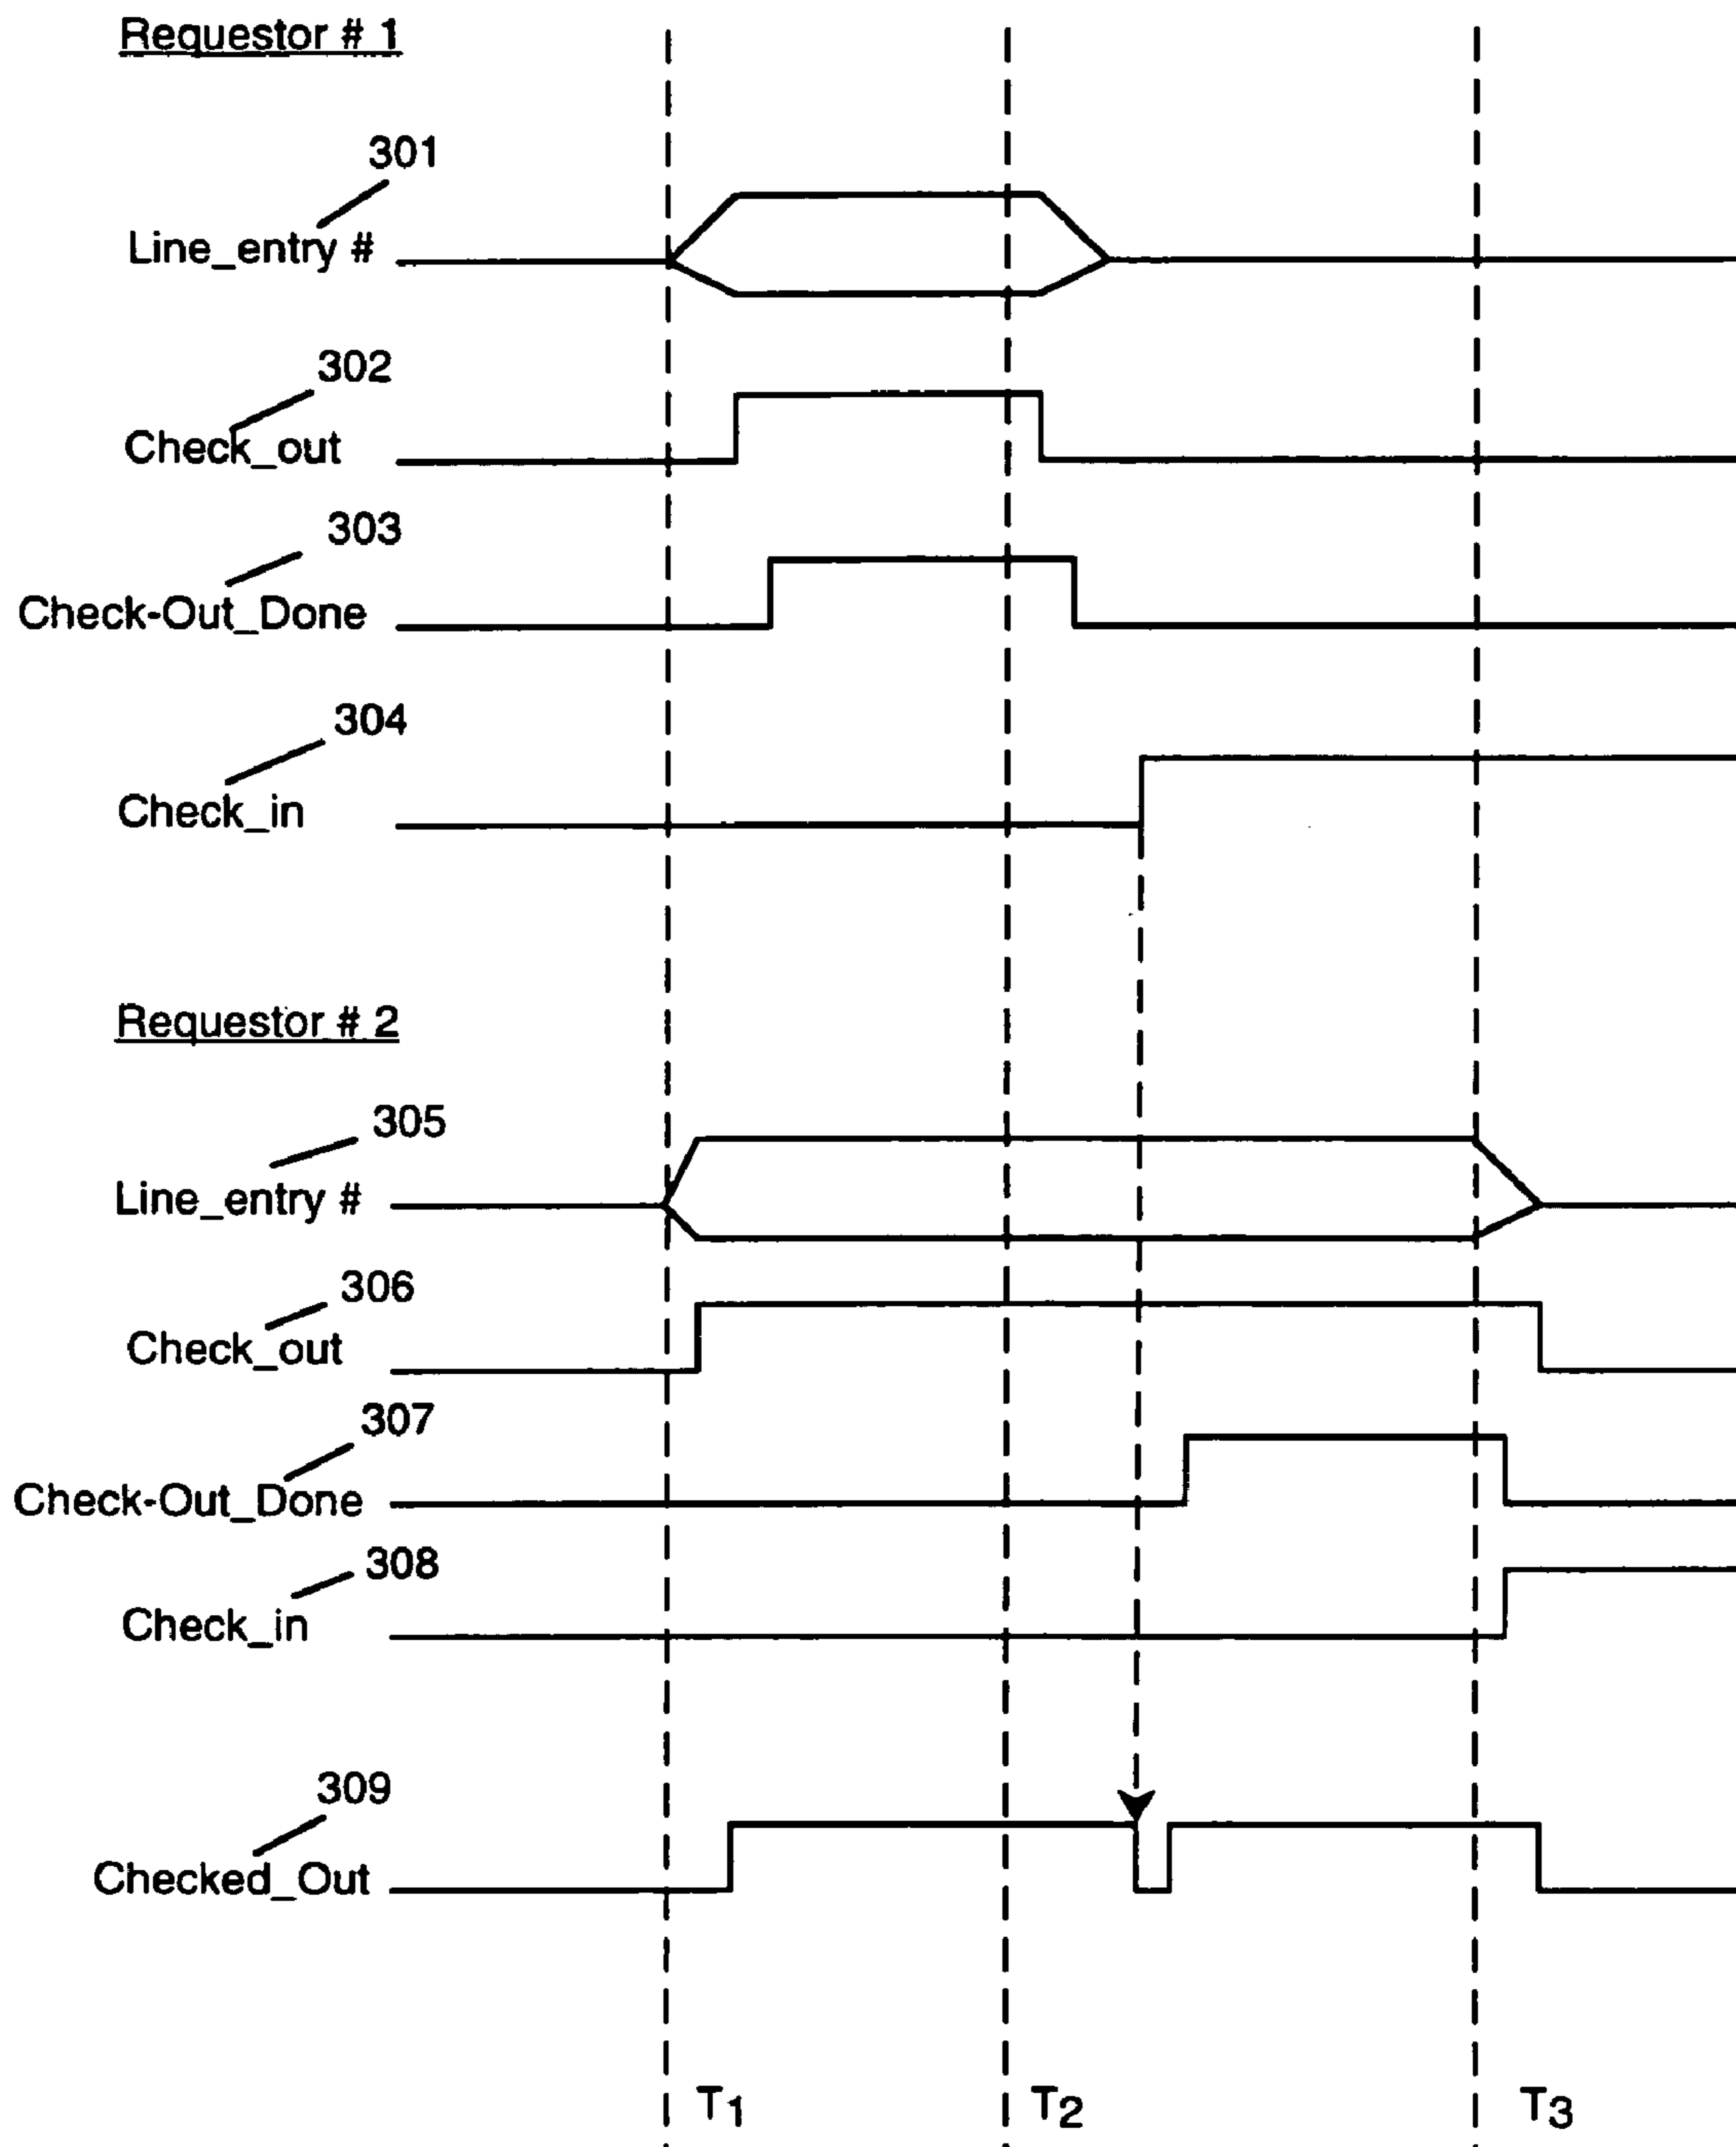 Requestor # 1
301
Line_entry #
302
Check_out
303
Check-Out_Done
304
Check_in
Requestor # 2
305
Line_entry #
306
Check_out
307
Check-Out_Done
308
Check_in
309
Checked_Out
T1 T2 T3